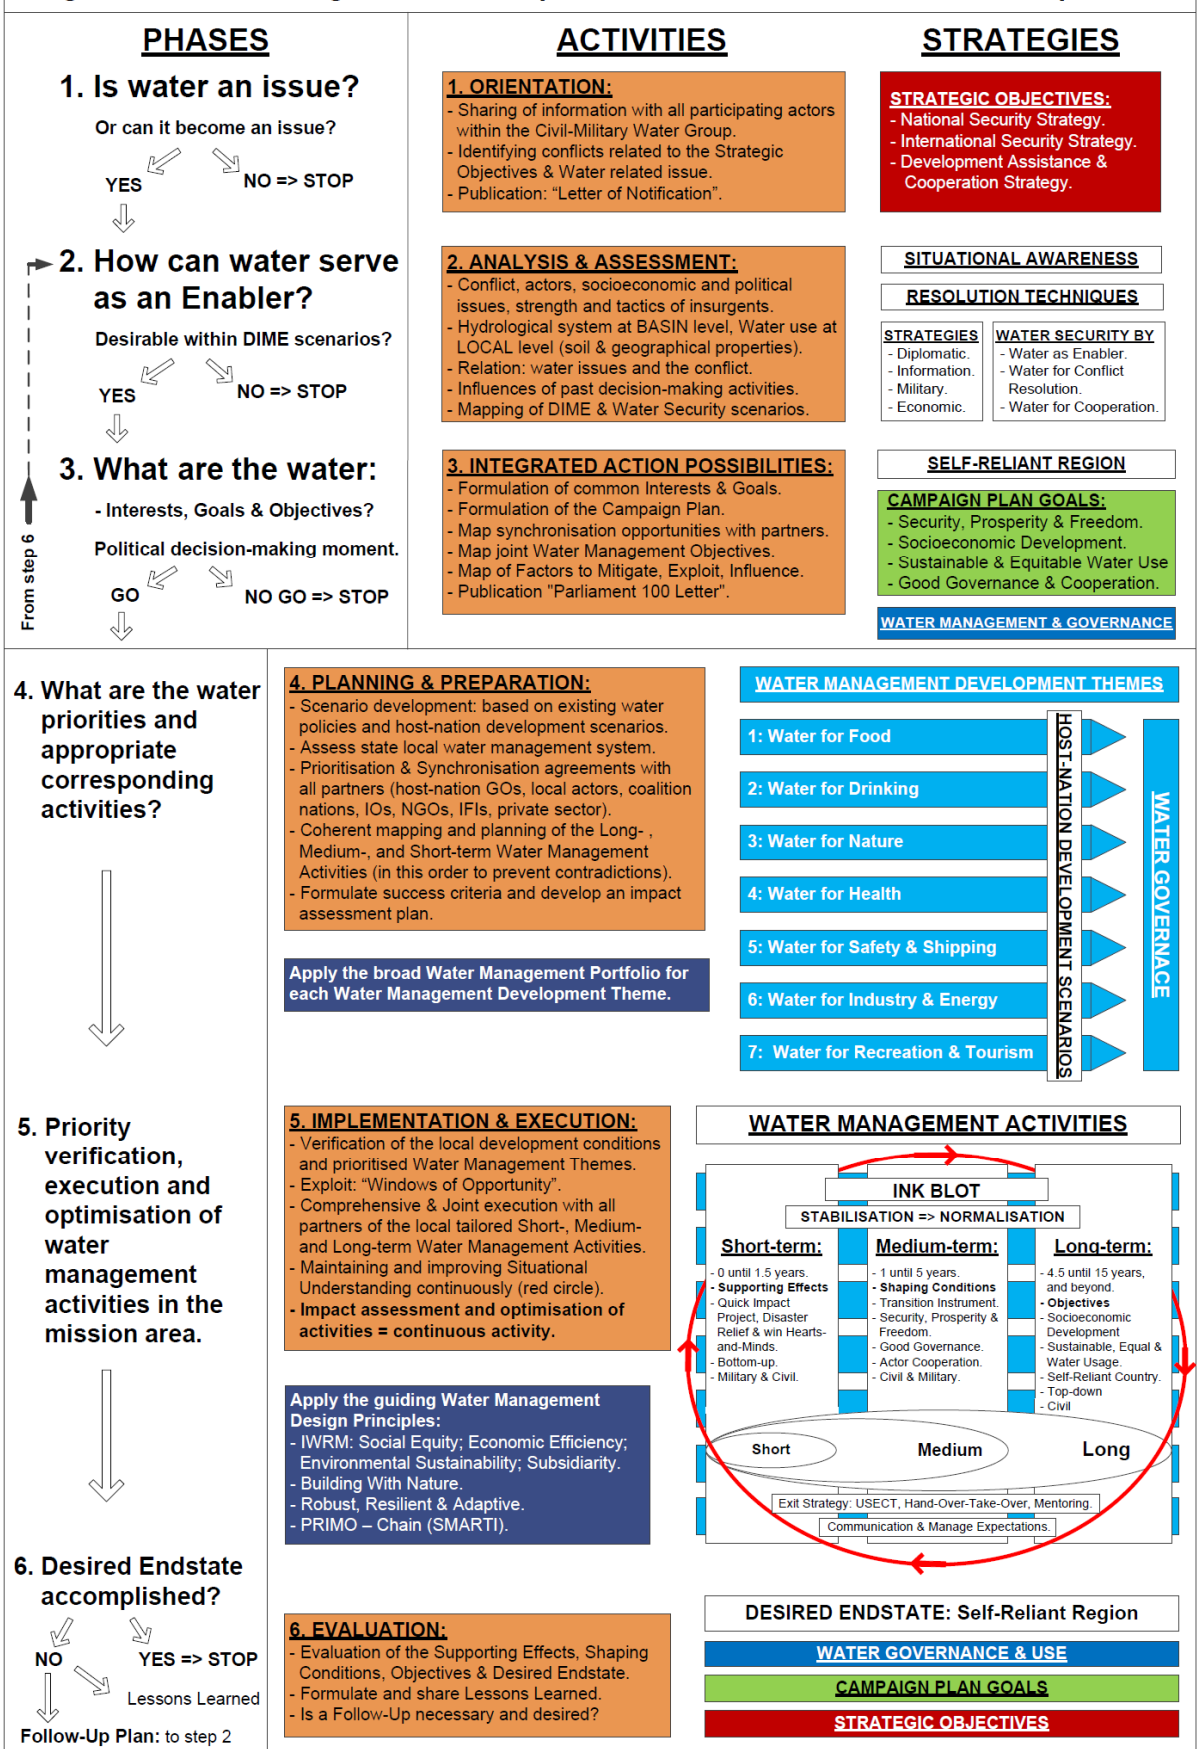 PHASES
1. Is water an issue?
Or can it become an issue?
YES
NO => STOP
2. How can water serve
as an Enabler?
Desirable within DIME scenarios?
YES
NO => STOP
3. What are the water:
- Interests, Goals & Objectives?
Political decision-making moment.
GO
NO GO => STOP
From step 6
ACTIVITIES
1. ORIENTATION:
- Sharing of information with all participating actors
within the Civil-Military Water Group.
- Identifying conflicts related to the Strategic
Objectives & Water related issue.
- Publication: “Letter of Notification”.
2. ANALYSIS & ASSESSMENT:
- Conflict, actors, socioeconomic and political
issues, strength and tactics of insurgents.
- Hydrological system at BASIN level, Water use at
LOCAL level (soil & geographical properties).
- Relation: water issues and the conflict.
- Influences of past decision-making activities.
- Mapping of DIME & Water Security scenarios.
3. INTEGRATED ACTION POSSIBILITIES:
- Formulation of common Interests & Goals.
- Formulation of the Campaign Plan.
- Map synchronisation opportunities with partners.
- Map joint Water Management Objectives.
- Map of Factors to Mitigate, Exploit, Influence.
- Publication "Parliament 100 Letter".
STRATEGIES
STRATEGIC OBJECTIVES:
- National Security Strategy.
- International Security Strategy.
- Development Assistance &
Cooperation Strategy.
SITUATIONAL AWARENESS
RESOLUTION TECHNIQUES
STRATEGIES
- Diplomatic.
- Information.
- Military.
- Economic.
WATER SECURITY BY
- Water as Enabler.
- Water for Conflict
Resolution.
- Water for Cooperation.
SELF-RELIANT REGION
CAMPAIGN PLAN GOALS:
- Security, Prosperity & Freedom.
- Socioeconomic Development.
- Sustainable & Equitable Water Use
- Good Governance & Cooperation.
WATER MANAGEMENT & GOVERNANCE
4. What are the water
priorities and
appropriate
corresponding
activities?
4. PLANNING & PREPARATION:
- Scenario development: based on existing water
policies and host-nation development scenarios.
- Assess state local water management system.
- Prioritisation & Synchronisation agreements with
all partners (host-nation GOs, local actors, coalition
nations, IOs, NGOs, IFIs, private sector).
- Coherent mapping and planning of the Long- ,
Medium-, and Short-term Water Management
Activities (in this order to prevent contradictions).
- Formulate success criteria and develop an impact
assessment plan.
Apply the broad Water Management Portfolio for
each Water Management Development Theme.
WATER MANAGEMENT DEVELOPMENT THEMES
1: Water for Food
2: Water for Drinking
3: Water for Nature
4: Water for Health
5: Water for Safety & Shipping
6: Water for Industry & Energy
7: Water for Recreation & Tourism
HOST-NATION DEVELOPMENT SCENARIOS
WATER GOVERNACE
5. Priority
verification,
execution and
optimisation of
water
management
activities in the
mission area.
5. IMPLEMENTATION & EXECUTION:
- Verification of the local development conditions
and prioritised Water Management Themes.
- Exploit: “Windows of Opportunity”.
- Comprehensive & Joint execution with all
partners of the local tailored Short-, Medium-
and Long-term Water Management Activities.
- Maintaining and improving Situational
Understanding continuously (red circle).
- Impact assessment and optimisation of
activities = continuous activity.
Apply the guiding Water Management
Design Principles:
- IWRM: Social Equity; Economic Efficiency;
Environmental Sustainability; Subsidiarity.
- Building With Nature.
- Robust, Resilient & Adaptive.
- PRIMO – Chain (SMARTI).
WATER MANAGEMENT ACTIVITIES
INK BLOT
STABILISATION => NORMALISATION
Short-term:
- 0 until 1.5 years.
- Supporting Effects
- Quick Impact
Project, Disaster
Relief & win Hearts-
and-Minds.
- Bottom-up.
- Military & Civil.
Medium-term:
- 1 until 5 years.
- Shaping Conditions
- Transition Instrument.
- Security, Prosperity &
Freedom.
- Good Governance.
- Actor Cooperation.
- Civil & Military.
Long-term:
- 4.5 until 15 years,
and beyond.
- Objectives
- Socioeconomic
Development
- Sustainable, Equal &
Water Usage.
- Self-Reliant Country.
- Top-down
- Civil
Short
Medium
Long
Exit Strategy: USECT, Hand-Over-Take-Over, Mentoring.
Communication & Manage Expectations.
6. Desired Endstate
accomplished?
NO
YES => STOP
Lessons Learned
Follow-Up Plan: to step 2
6. EVALUATION:
- Evaluation of the Supporting Effects, Shaping
Conditions, Objectives & Desired Endstate.
- Formulate and share Lessons Learned.
- Is a Follow-Up necessary and desired?
DESIRED ENDSTATE: Self-Reliant Region
WATER GOVERNANCE & USE
CAMPAIGN PLAN GOALS
STRATEGIC OBJECTIVES